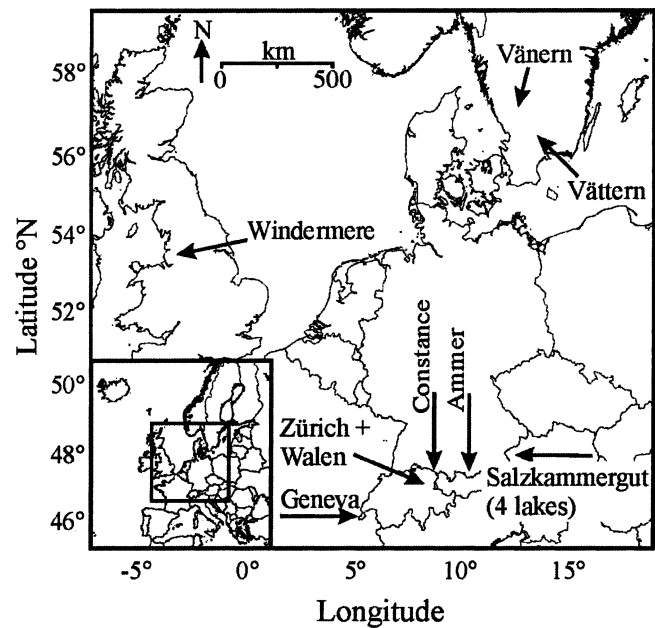 N
km
0
500
Vänern
Vättern
Windermere
Constance
Ammer
Zürich +
Walen
Geneva
Salzkammergut
(4 lakes)
58°
56°
54°
52°
50°
48°
46°
Latitude °N
-5°
0°
5°
10°
15°
Longitude